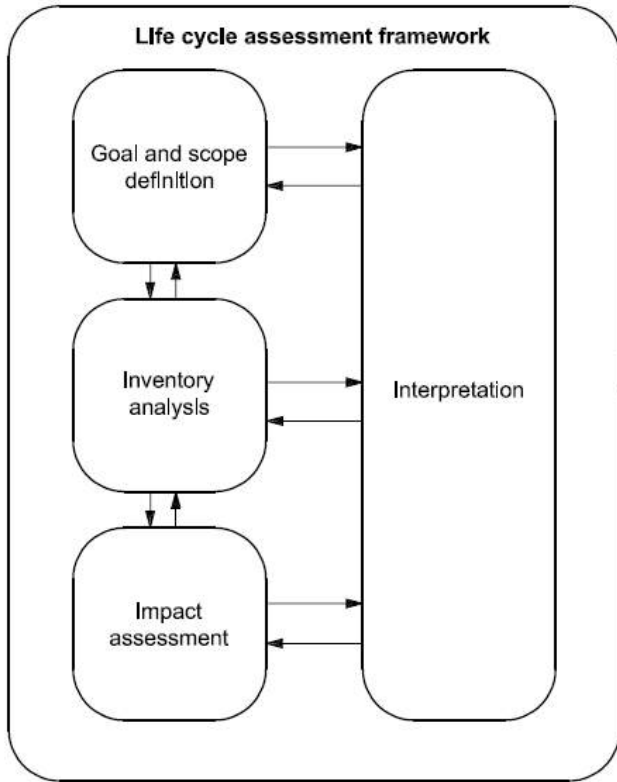 Life cycle assessment framework
Goal and scope
definition
Inventory
analysis
Interpretation
Impact
assessment